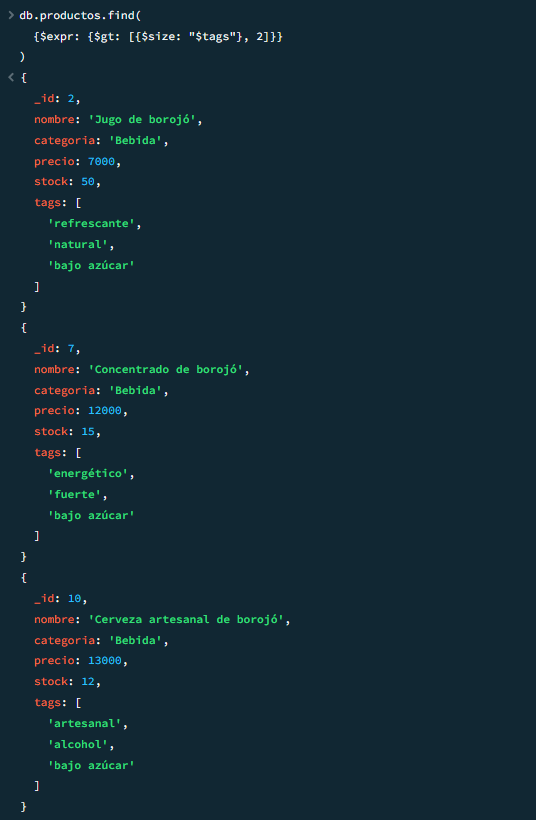 > db.productos.find(
{$expr: {$gt: [{$size: "$tags"}, 2]}}
)
< {
_id: 2,
nombre: 'Jugo de borojó',
categoria: 'Bebida',
precio: 7000,
stock: 50,
tags: [
'refrescante',
'natural',
'bajo azúcar'
]
}
{
_id: 7,
nombre: 'Concentrado de borojó',
categoria: 'Bebida',
precio: 12000,
stock: 15,
tags: [
'energético',
'fuerte',
'bajo azúcar'
]
}
{
_id: 10,
nombre: 'Cerveza artesanal de borojó',
categoria: 'Bebida',
precio: 13000,
stock: 12,
tags: [
'artesanal',
'alcohol',
'bajo azúcar'
]
}